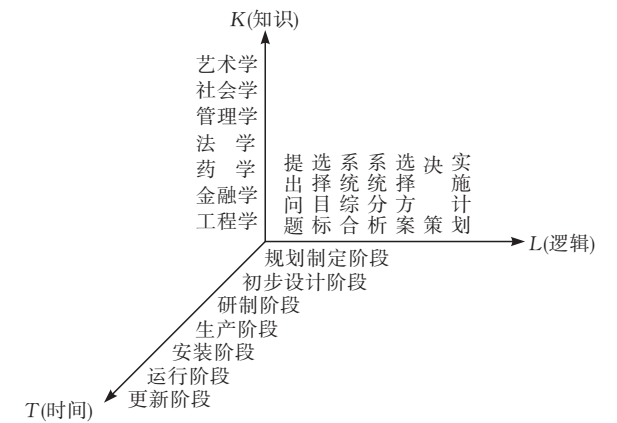 K(知识)
艺术学
社会学
管理学
法 学
药 学
金融学
工程学
提出问题
选择目标
系统综合
系统分析
选择方案
决 策
实施计划
L(逻辑)
规划制定阶段
初步设计阶段
研制阶段
生产阶段
安装阶段
运行阶段
更新阶段
T(时间)